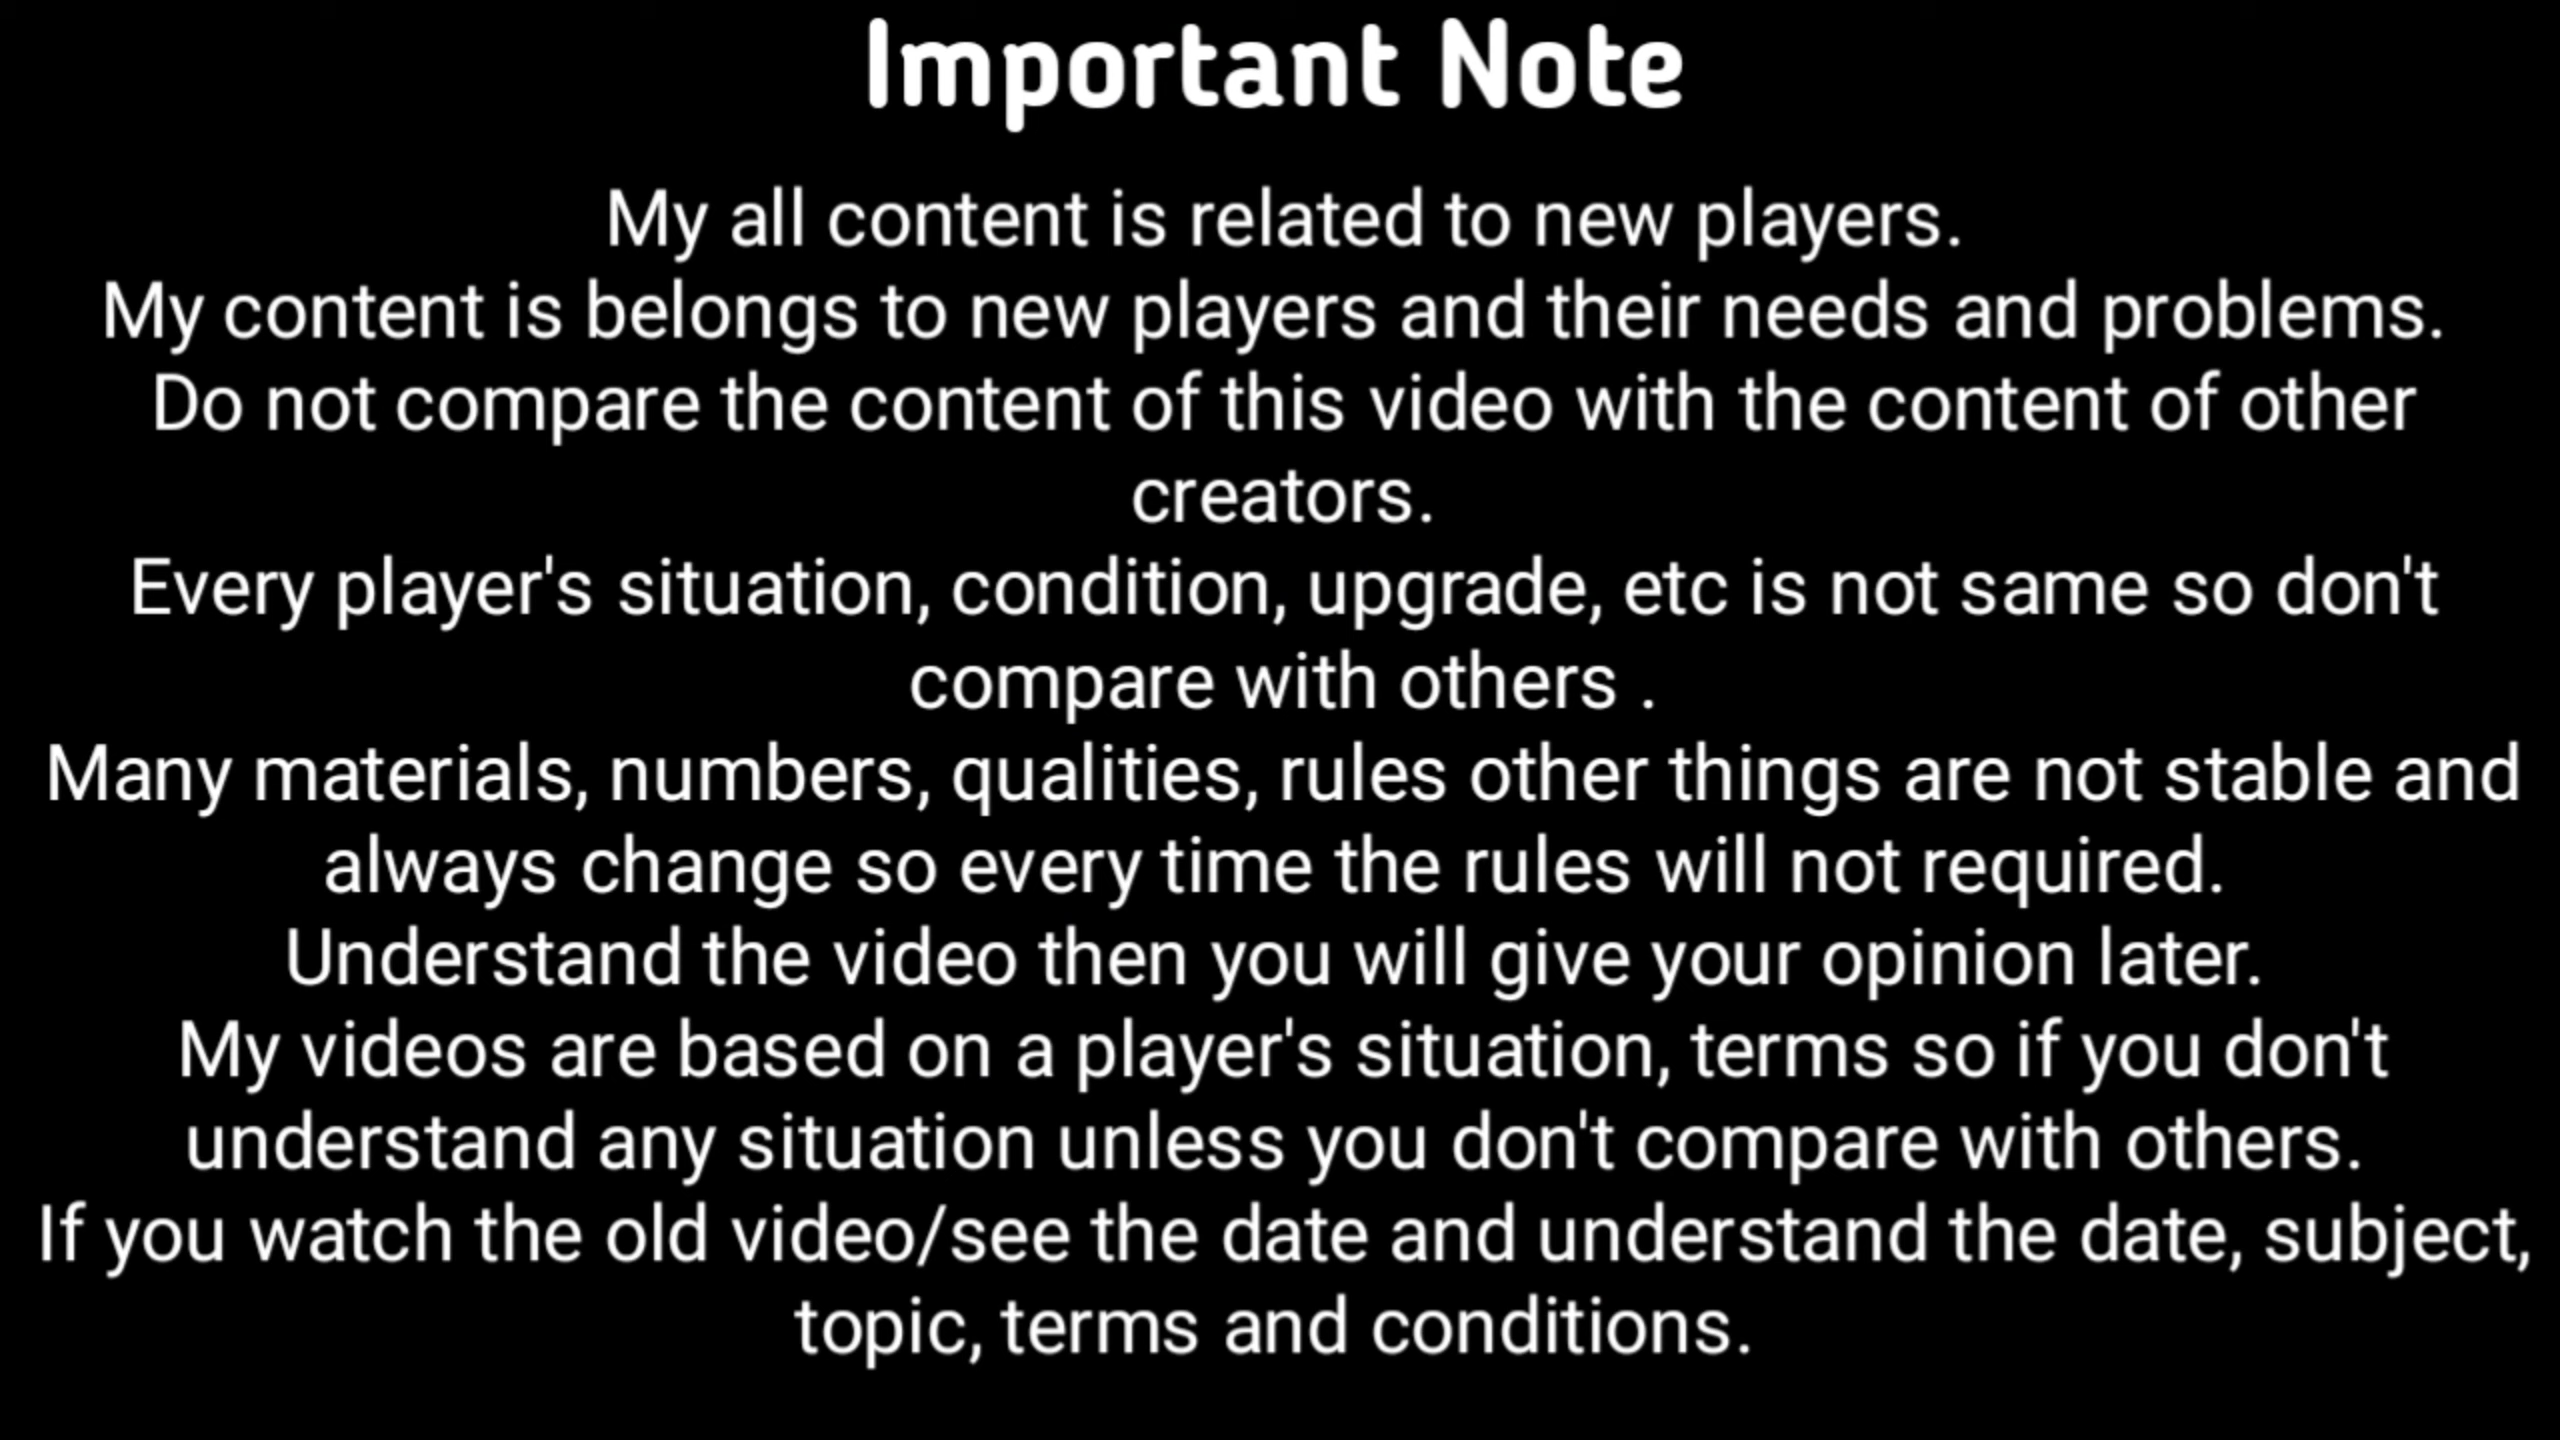 Important Note
My all content is related to new players.
My content is belongs to new players and their needs and problems.
Do not compare the content of this video with the content of other
creators.
Every player's situation, condition, upgrade, etc is not same so don't
compare with others .
Many materials, numbers, qualities, rules other things are not stable and
always change so every time the rules will not required.
Understand the video then you will give your opinion later.
My videos are based on a player's situation, terms so if you don't
understand any situation unless you don't compare with others.
If you watch the old video/see the date and understand the date, subject,
topic, terms and conditions.